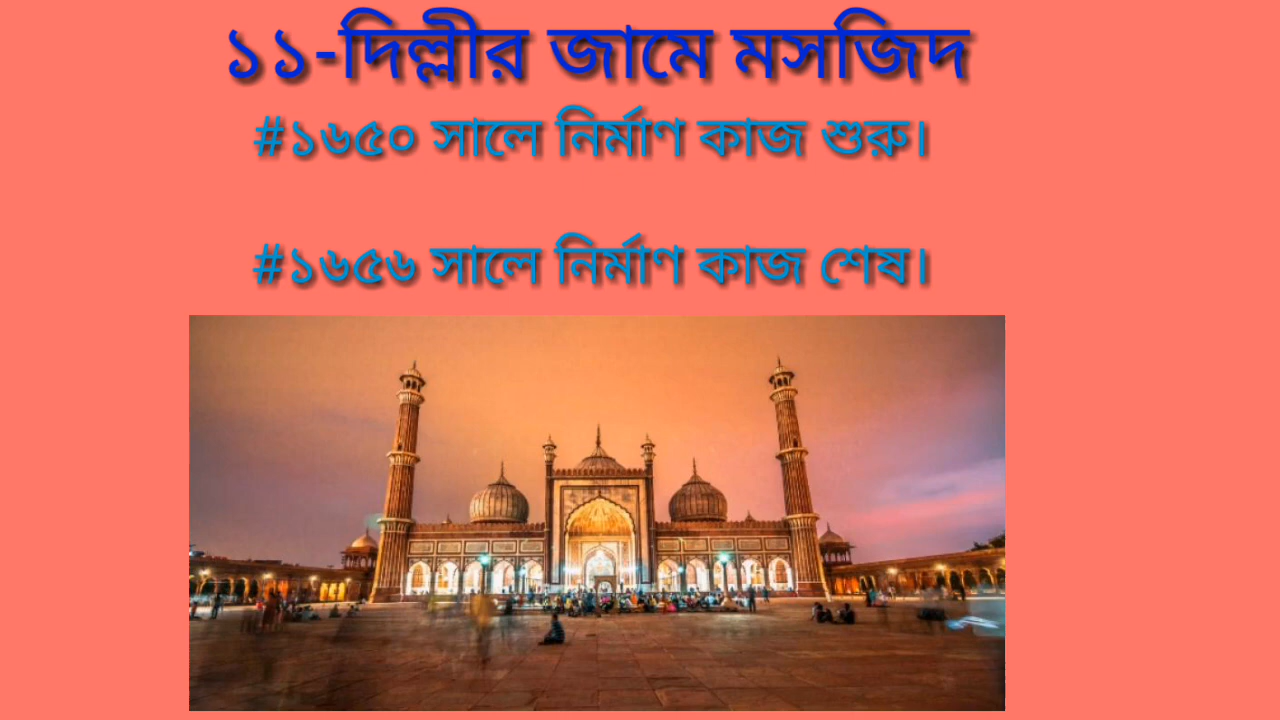 ১১-দিল্লীর জামে মসজিদ
#১৬৫০ সালে নির্মাণ কাজ শুরু।
#১৬৫৬ সালে নির্মাণ কাজ শেষ।